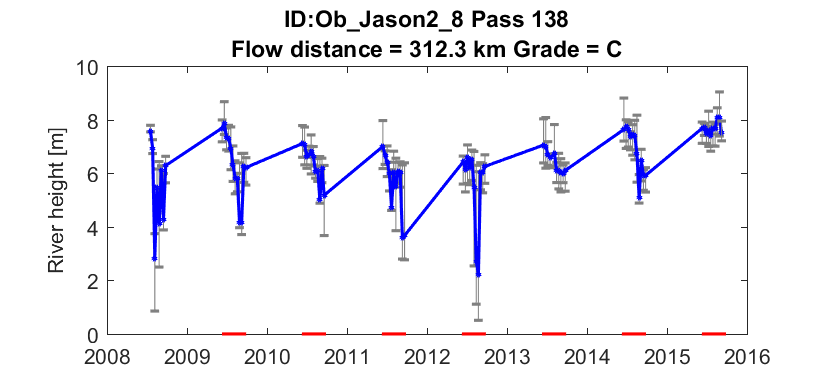 ID:Ob_Jason2_8 Pass 138
Flow distance = 312.3 km Grade = C
River height [m]
10
8
6
4
2
0
2008 2009 2010 2011 2012 2013 2014 2015 2016